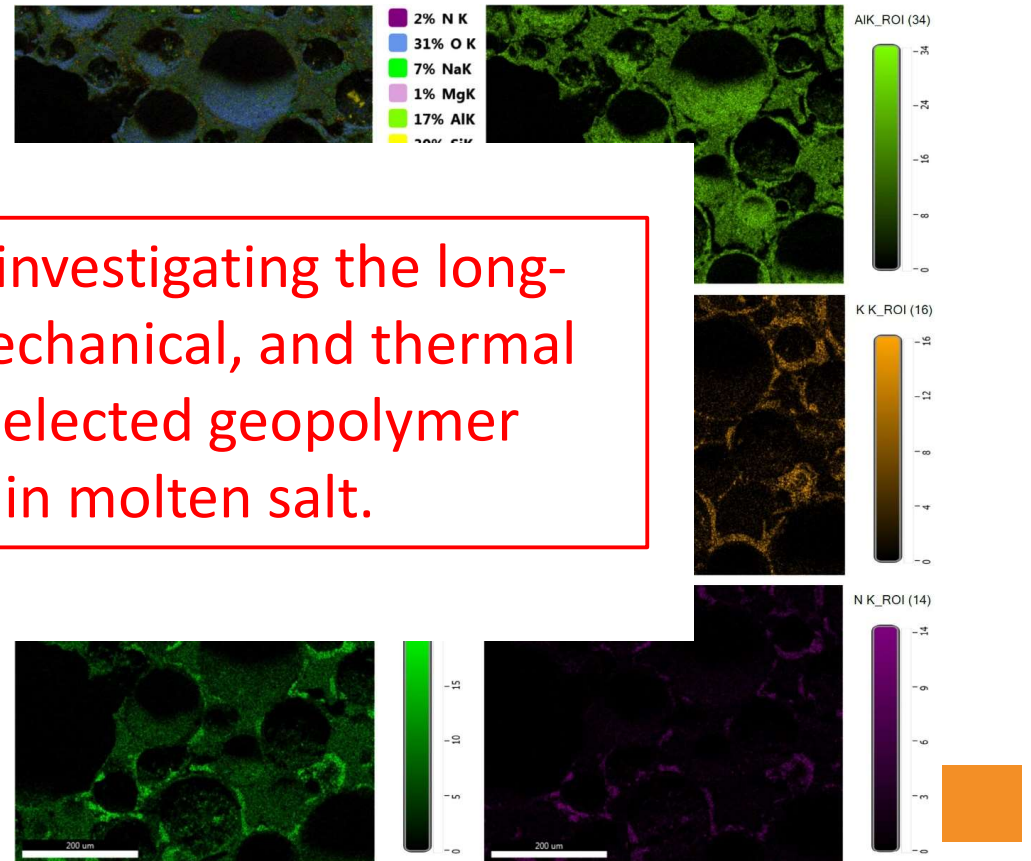 2% N K
31% O K
7% NaK
1% MgK
17% AlK
AlK_ROI (34)
34
24
16
8
0
investigating the long-
echanical, and thermal
elected geopolymer
in molten salt.
K K_ROI (16)
16
12
8
4
0
15
10
5
0
200 um
N K_ROI (14)
14
9
6
3
0
200 um